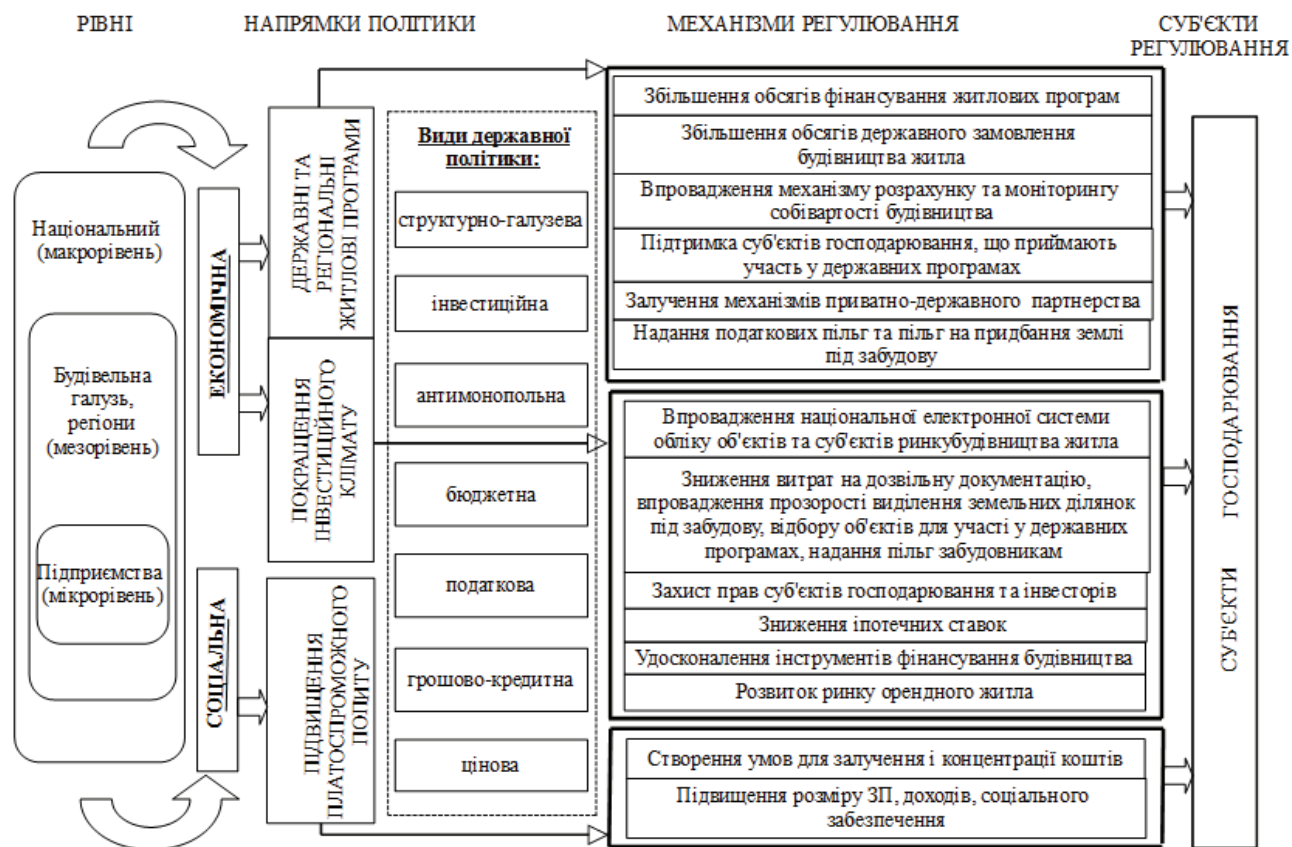 РІВНІ
НАПРЯМКИ ПОЛІТИКИ
МЕХАНІЗМИ РЕГУЛЮВАННЯ
СУБ'ЄКТИ
РЕГУЛЮВАННЯ
Національний
(макрорівень)
Будівельна
галузь,
регіони
(мезорівень)
Підприємства
(мікрорівень)
ЕКОНОМІЧНА
СОЦІАЛЬНА
ДЕРЖАВНІ ТА
РЕГІОНАЛЬНІ
ЖИТЛОВІ ПРОГРАМИ
ПОКРАЩЕННЯ
ІНВЕСТИЦІЙНОГО
КЛІМАТУ
ПІДВИЩЕННЯ
ПЛАТОСПРОМОЖНОГО
ПОПИТУ
Види державної
політики:
структурно-галузева
інвестиційна
антимонопольна
бюджетна
податкова
грошово-кредитна
цінова
Збільшення обсягів фінансування житлових програм
Збільшення обсягів державного замовлення
будівництва житла
Впровадження механізму розрахунку та моніторингу
собівартості будівництва
Підтримка суб'єктів господарювання, що приймають
участь у державних програмах
Залучення механізмів приватно-державного партнерства
Надання податкових пільг та пільг на придбання землі
під забудову
Впровадження національної електронної системи
обліку об'єктів та суб'єктів ринкубудівництва житла
Зниження витрат на дозвільну документацію,
впровадження прозорості виділення земельних ділянок
під забудову, відбору об'єктів для участі у державних
програмах, надання пільг забудовникам
Захист прав суб'єктів господарювання та інвесторів
Зниження іпотечних ставок
Удосконалення інструментів фінансування будівництва
Розвиток ринку орендного житла
Створення умов для залучення і концентрації коштів
Підвищення розміру ЗП, доходів, соціального
забезпечення
СУБ'ЄКТИ ГОСПОДАРЮВАННЯ